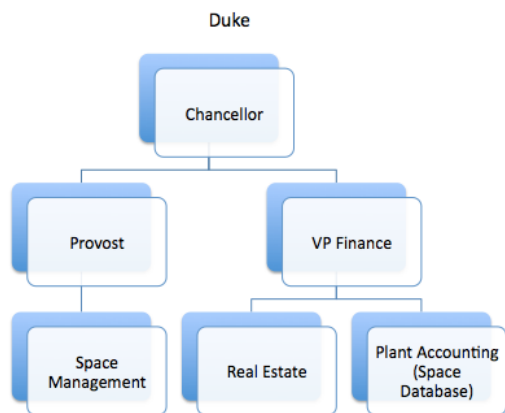 Duke
Chancellor
Provost
VP Finance
Space
Management
Real Estate
Plant Accounting
(Space
Database)